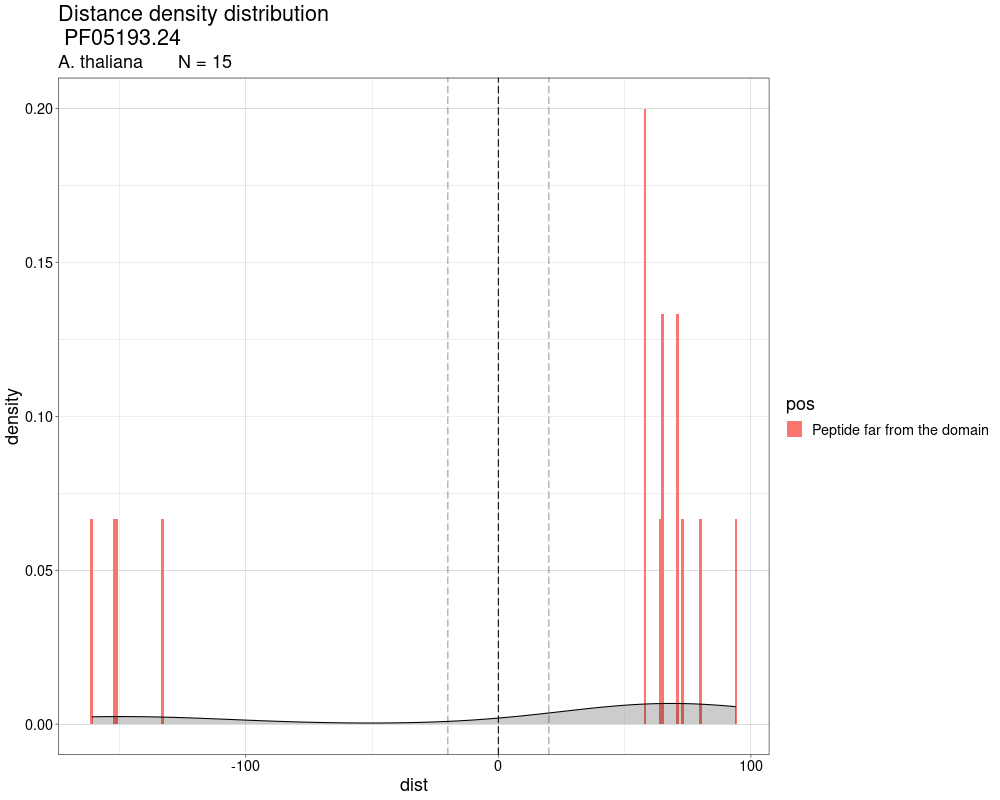 Distance density distribution
PF05193.24
A. thaliana N = 15
0.20
0.15
0.10
0.05
0.00
density
-100 0 100
dist
pos
Peptide far from the domain